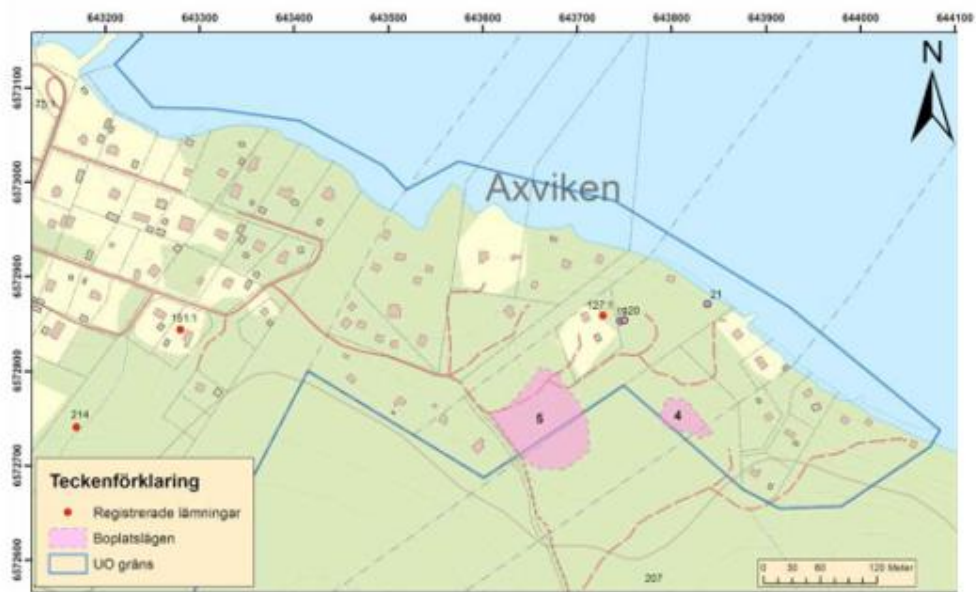 643200 643300 643400 643500 643600 643700 643800 643900 644000 644100
6573100
6573000
6572900
6572800
6572700
6572600
N
Axviken
21
127:1
20
151:1
214
5
4
207
Teckenförklaring
Registrerade lämningar
Boplatslägen
UO gräns
0 30 60 120 Meter